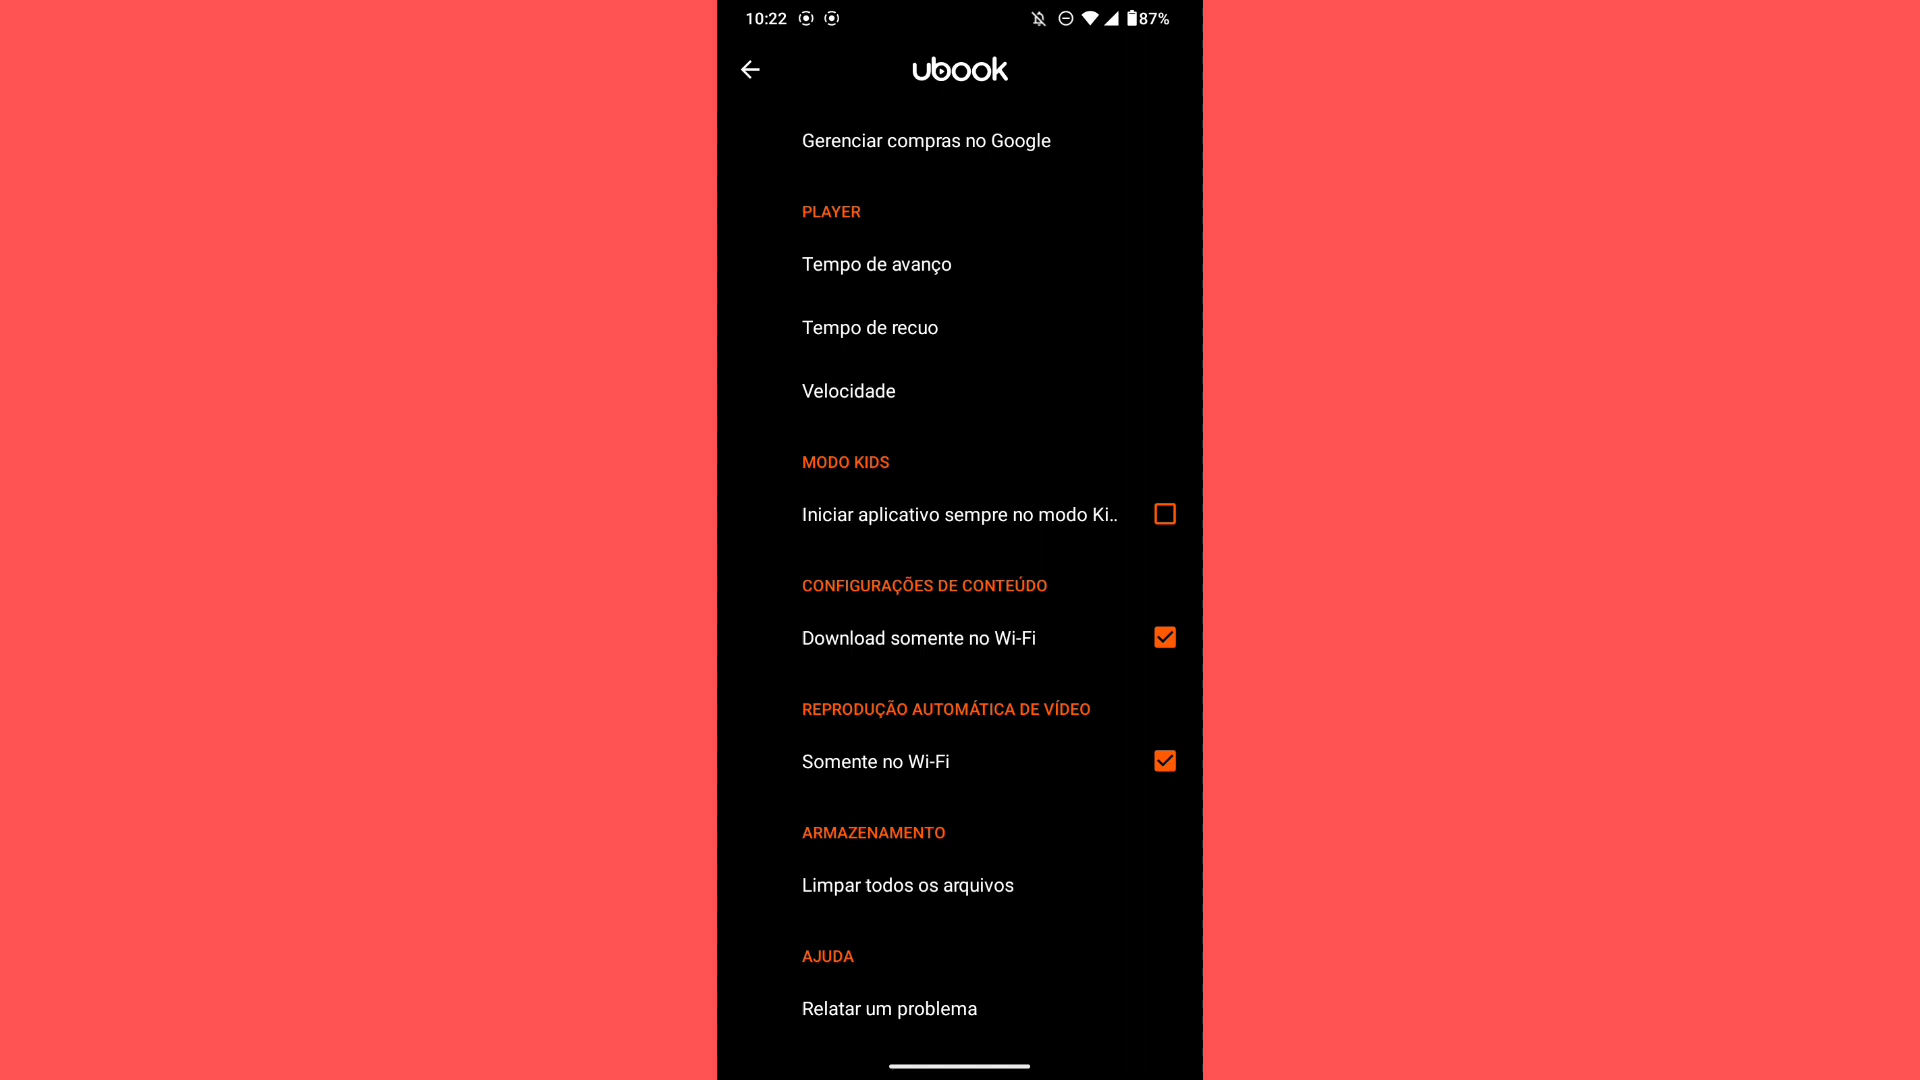 10:22 87%
ubook
Gerenciar compras no Google
PLAYER
Tempo de avanço
Tempo de recuo
Velocidade
MODO KIDS
Iniciar aplicativo sempre no modo Ki..
CONFIGURAÇÕES DE CONTEÚDO
Download somente no Wi-Fi
REPRODUÇÃO AUTOMÁTICA DE VÍDEO
Somente no Wi-Fi
ARMAZENAMENTO
Limpar todos os arquivos
AJUDA
Relatar um problema